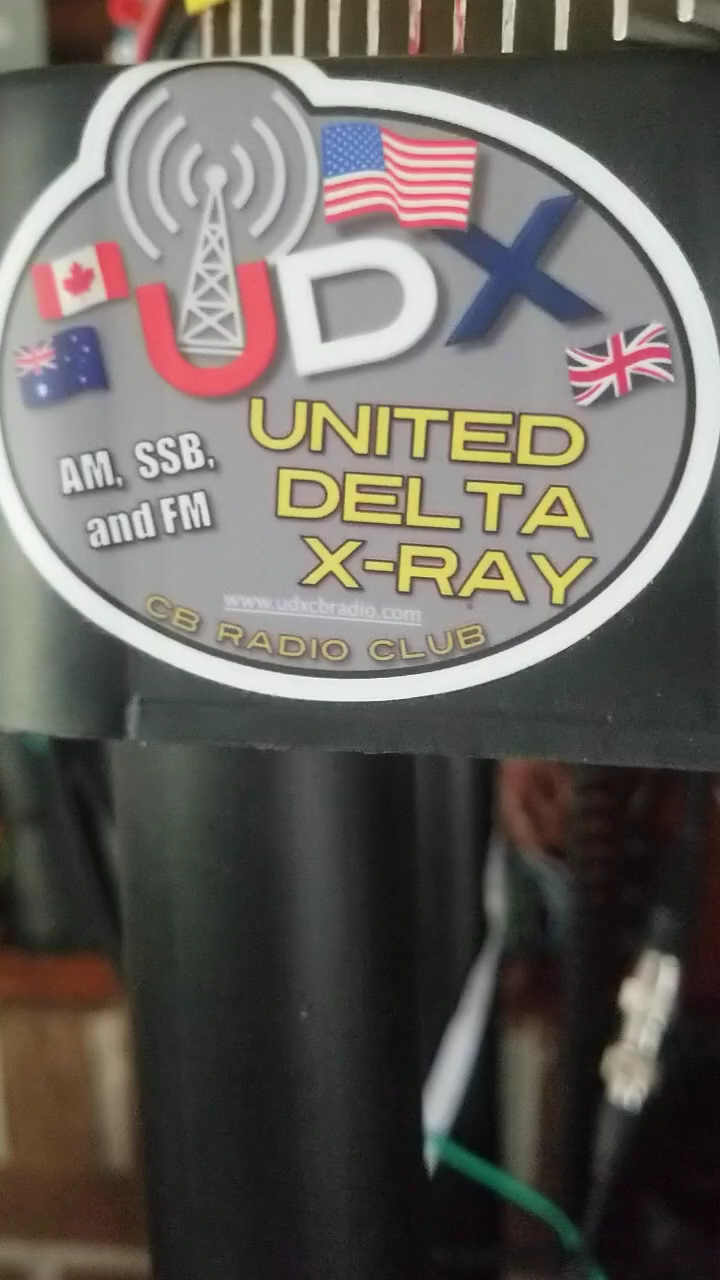 UDX
UNITED
DELTA
X-RAY
AM, SSB,
and FM
www.udxcbradio.com
CB RADIO CLUB